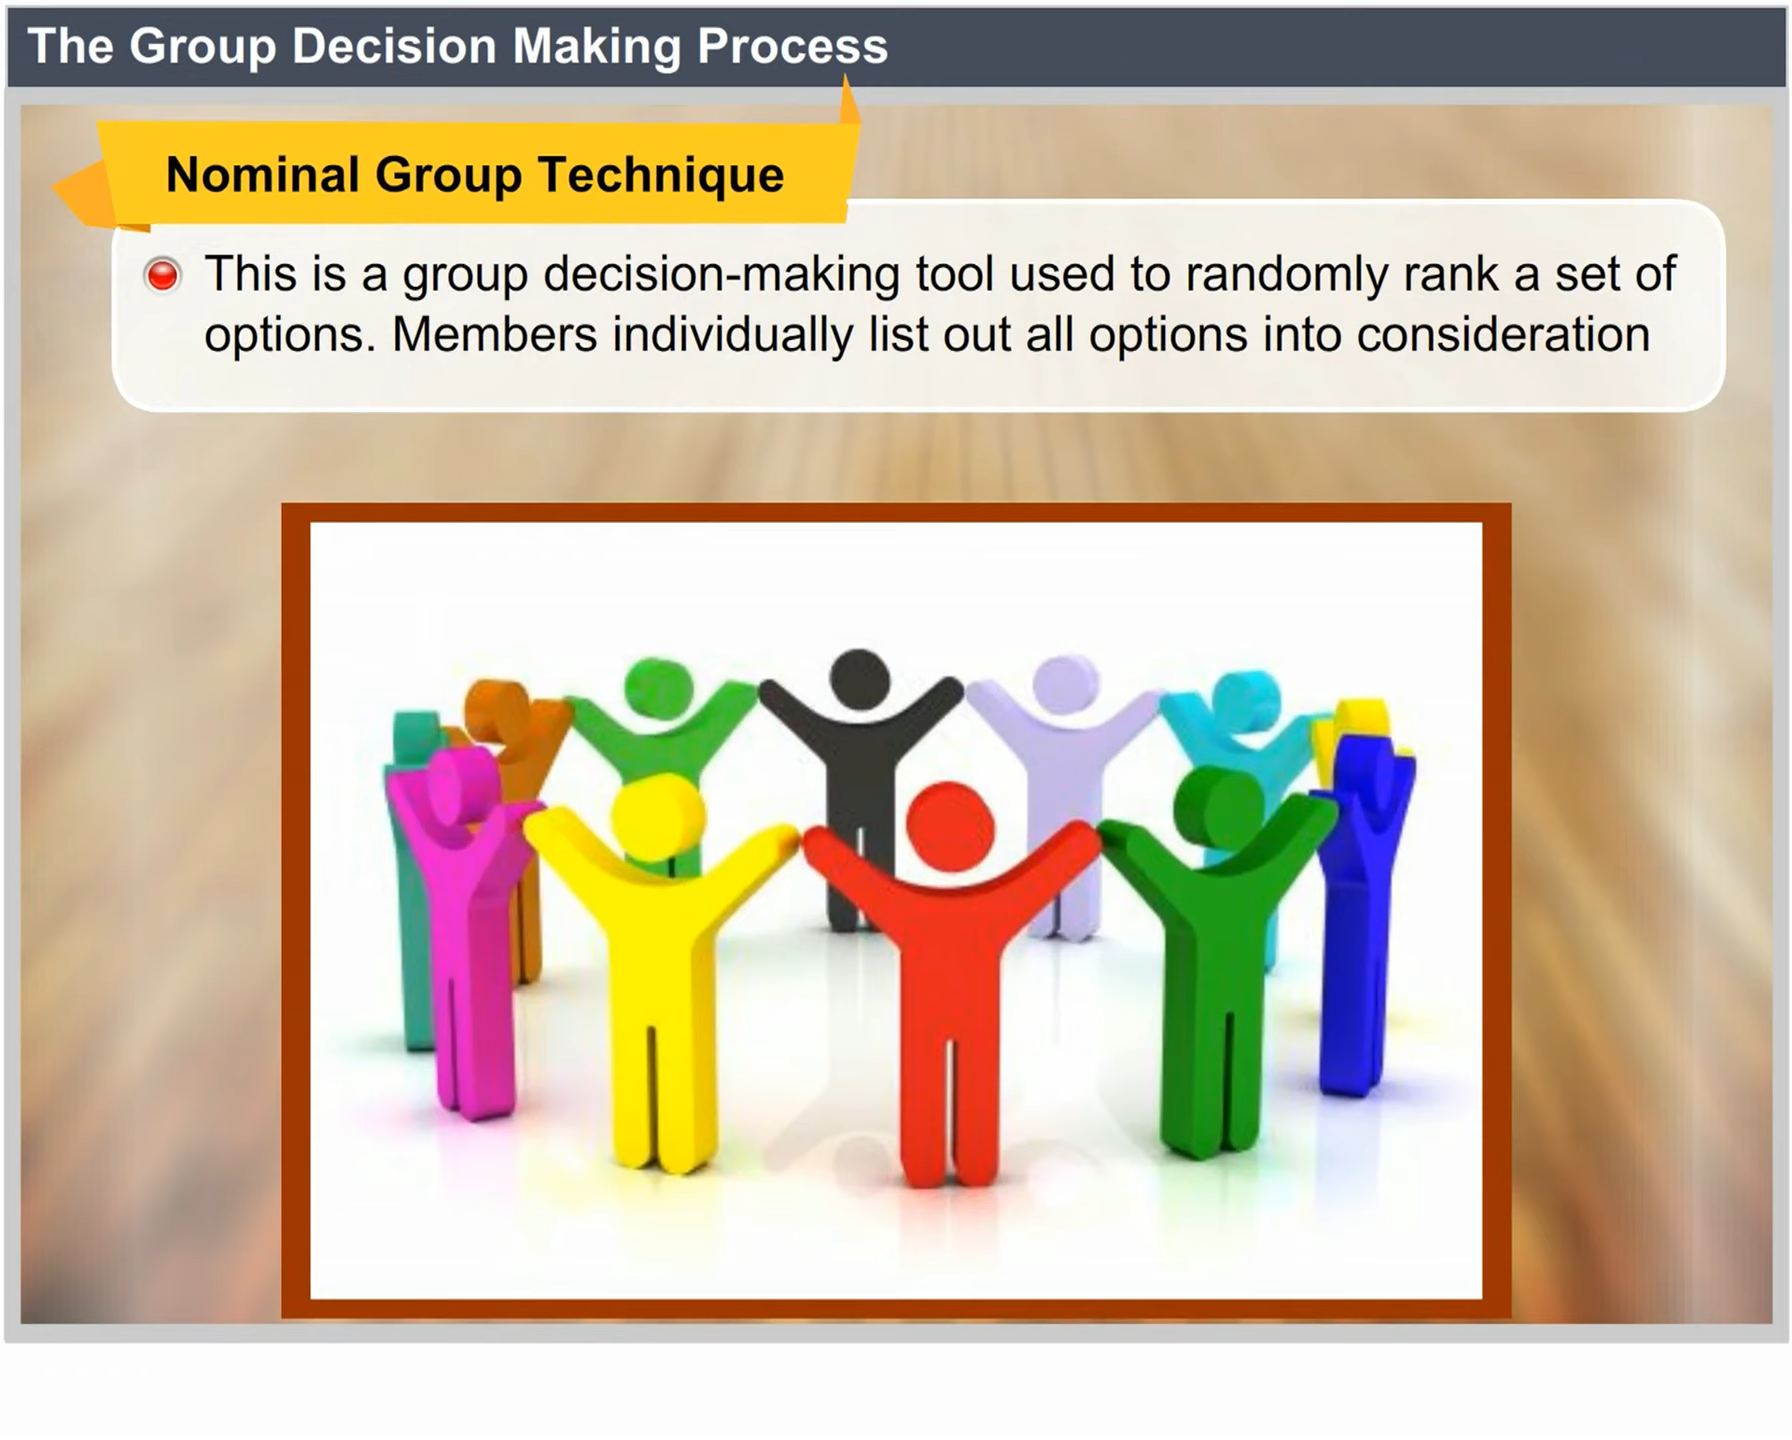 The Group Decision Making Process
Nominal Group Technique
This is a group decision-making tool used to randomly rank a set of
options. Members individually list out all options into consideration